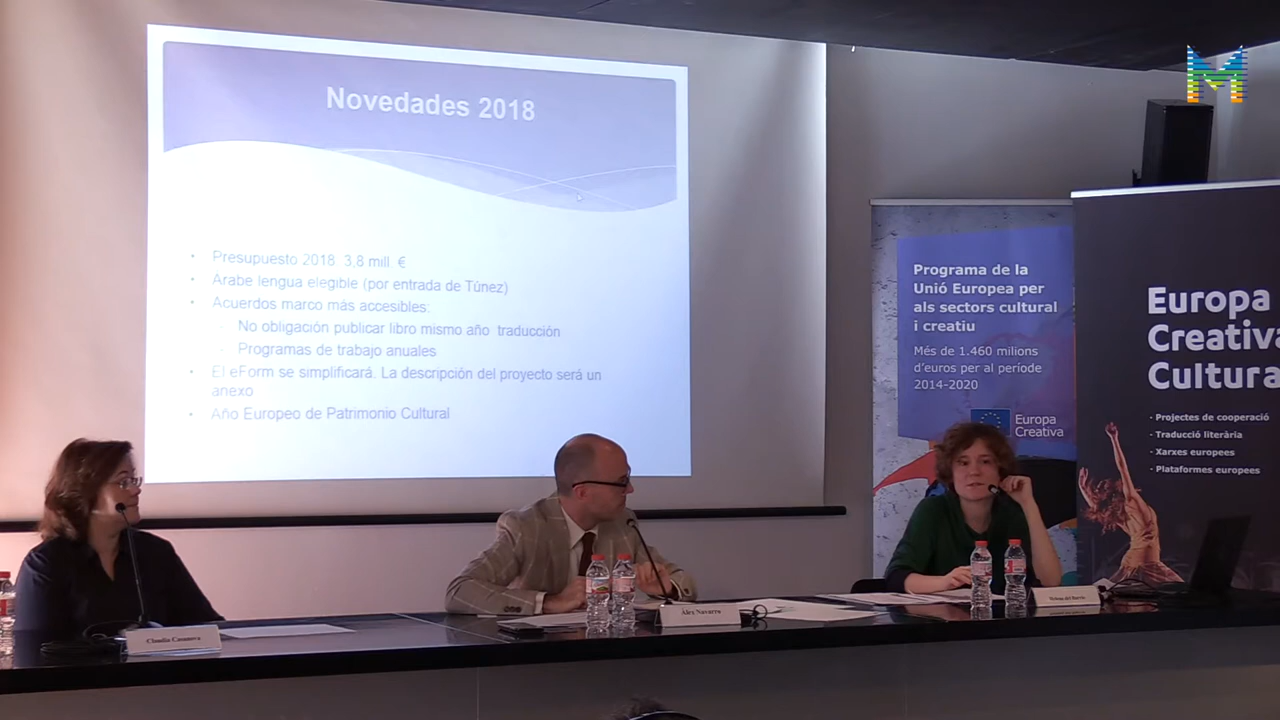 Novedades 2018
• Presupuesto 2018 3,8 mill. €
• Arabe lengua elegible (por entrada de Túnez)
• Acuerdos marco más accesibles:
- No obligación publicar libro mismo año traducción
- Programas de trabajo anuales
• El eForm se simplificará. La descripción del proyecto será un
anexo
• Año Europeo de Patrimonio Cultural
M
Programa de la
Unió Europea per
als sectors cultural
i creatiu
Més de 1.460 milions
d'euros per al període
2014-2020
Europa
Creativa
Europa
Creativa
Cultura
· Projectes de cooperació
· Traducció literària
· Xarxes europees
· Plataformes europees
Claudia Casanova
Àlex Navarro